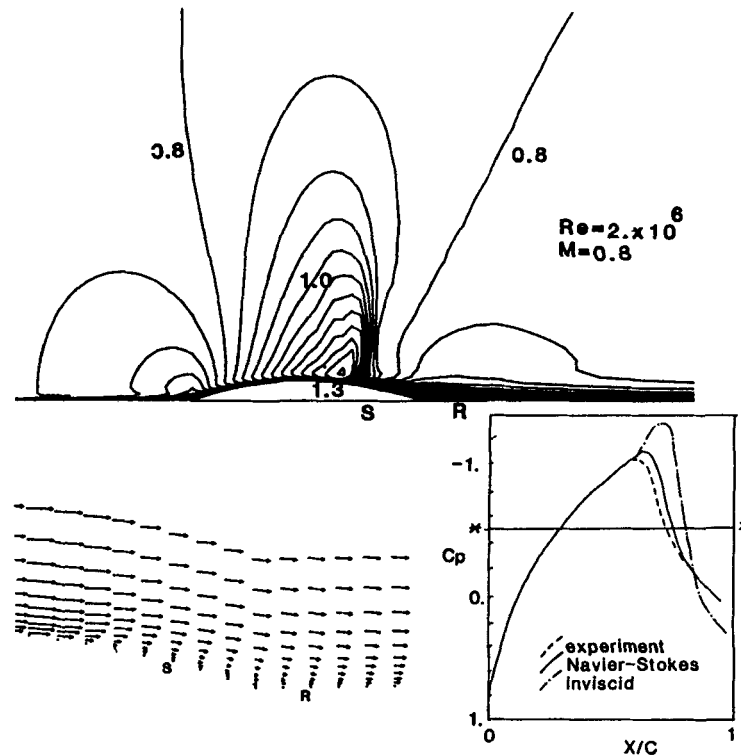 0.8
0.8
Re=2.x10^6
M=0.8
1.0
1.3
S
R
-1.
*
Cp
0.
1.
experiment
Navier-Stokes
inviscid
0
X/C
1
S
R